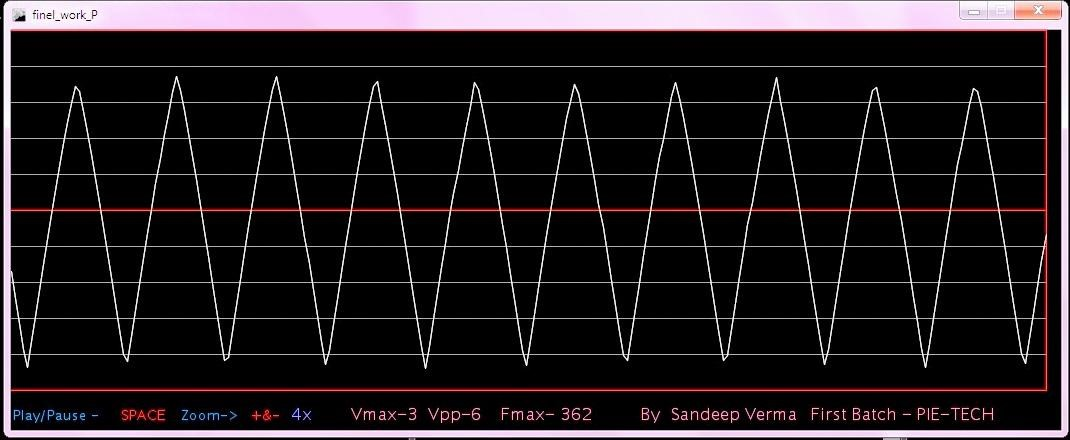 finel_work_P
Play/Pause - SPACE Zoom-> +&- 4x Vmax-3 Vpp-6 Fmax- 362 By Sandeep Verma First Batch - PIE-TECH